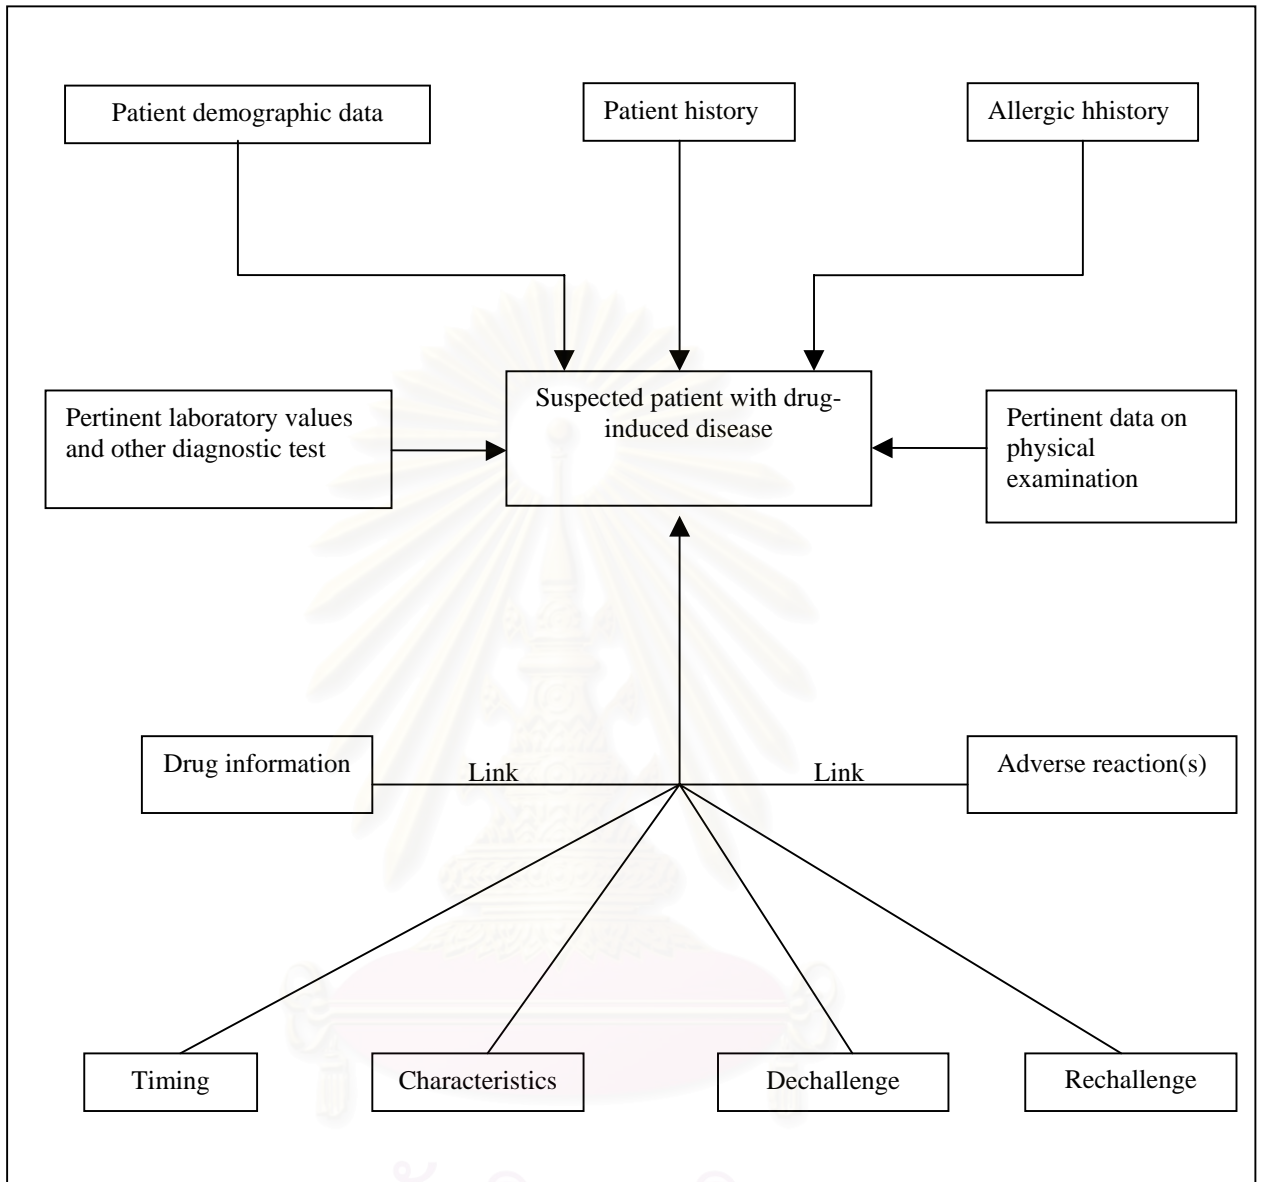 Patient demographic data
Patient history
Allergic hhistory
Suspected patient with drug-
induced disease
Pertinent laboratory values
and other diagnostic test
Pertinent data on
physical
examination
Drug information
Link
Link
Adverse reaction(s)
Timing
Characteristics
Dechallenge
Rechallenge